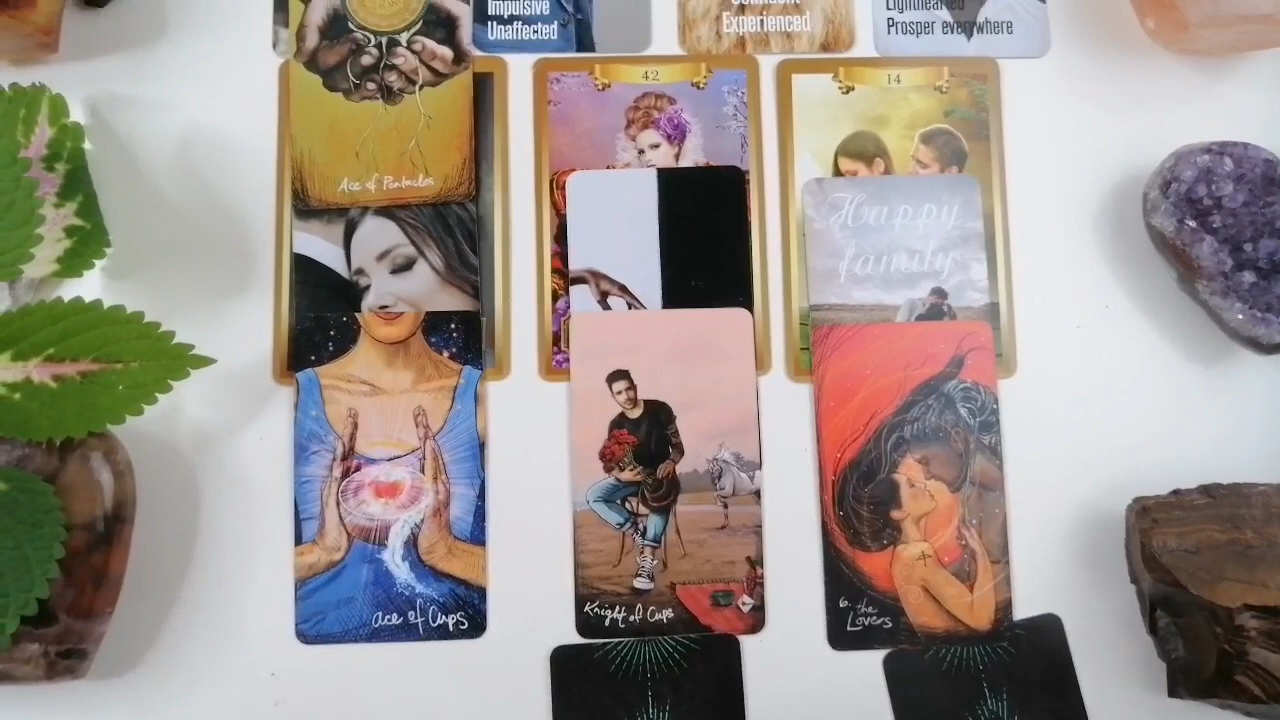 Impulsive
Unaffected
Experienced
Prosper everywhere
42
14
Ace of Pentacles
Happy
family
ace of Cups
Knight of Cups
6. the
Lovers